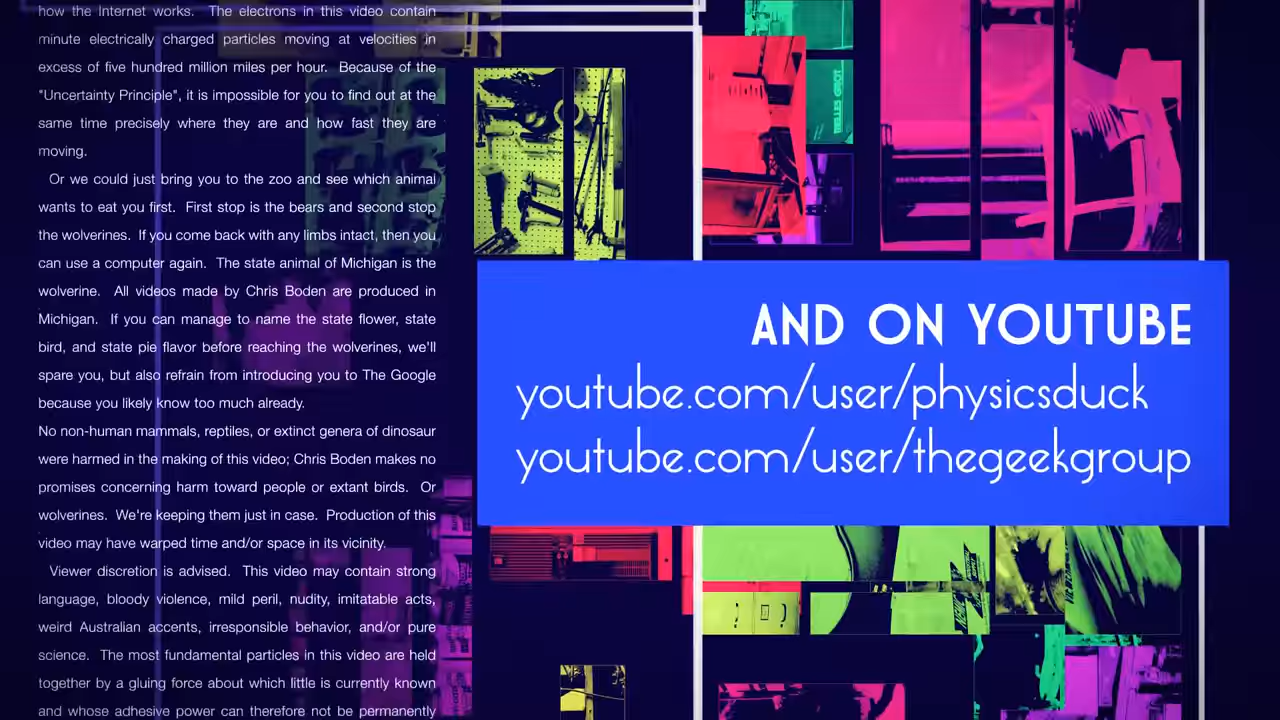 how the Internet works. The electrons in this video contain
minute electrically charged particles moving at velocities in
excess of five hundred million miles per hour. Because of the
"Uncertainty Principle", it is impossible for you to find out at the
same time precisely where they are and how fast they are
moving.
Or we could just bring you to the zoo and see which animal
wants to eat you first. First stop is the bears and second stop
the wolverines. If you come back with any limbs intact, then you
can use a computer again. The state animal of Michigan is the
wolverine. All videos made by Chris Boden are produced in
Michigan. If you can manage to name the state flower, state
bird, and state pie flavor before reaching the wolverines, we'll
spare you, but also refrain from introducing you to The Google
because you likely know too much already.
No non-human mammals, reptiles, or extinct genera of dinosaur
were harmed in the making of this video; Chris Boden makes no
promises concerning harm toward people or extant birds. Or
wolverines. We're keeping them just in case. Production of this
video may have warped time and/or space in its vicinity.
Viewer discretion is advised. This video may contain strong
language, bloody violence, mild peril, nudity, imitatable acts,
weird Australian accents, irresponsible behavior, and/or pure
science. The most fundamental particles in this video are held
together by a gluing force about which little is currently known
and whose adhesive power can therefore not be permanently
AND ON YOUTUBE
youtube.com/user/physicsduck
youtube.com/user/thegeekgroup